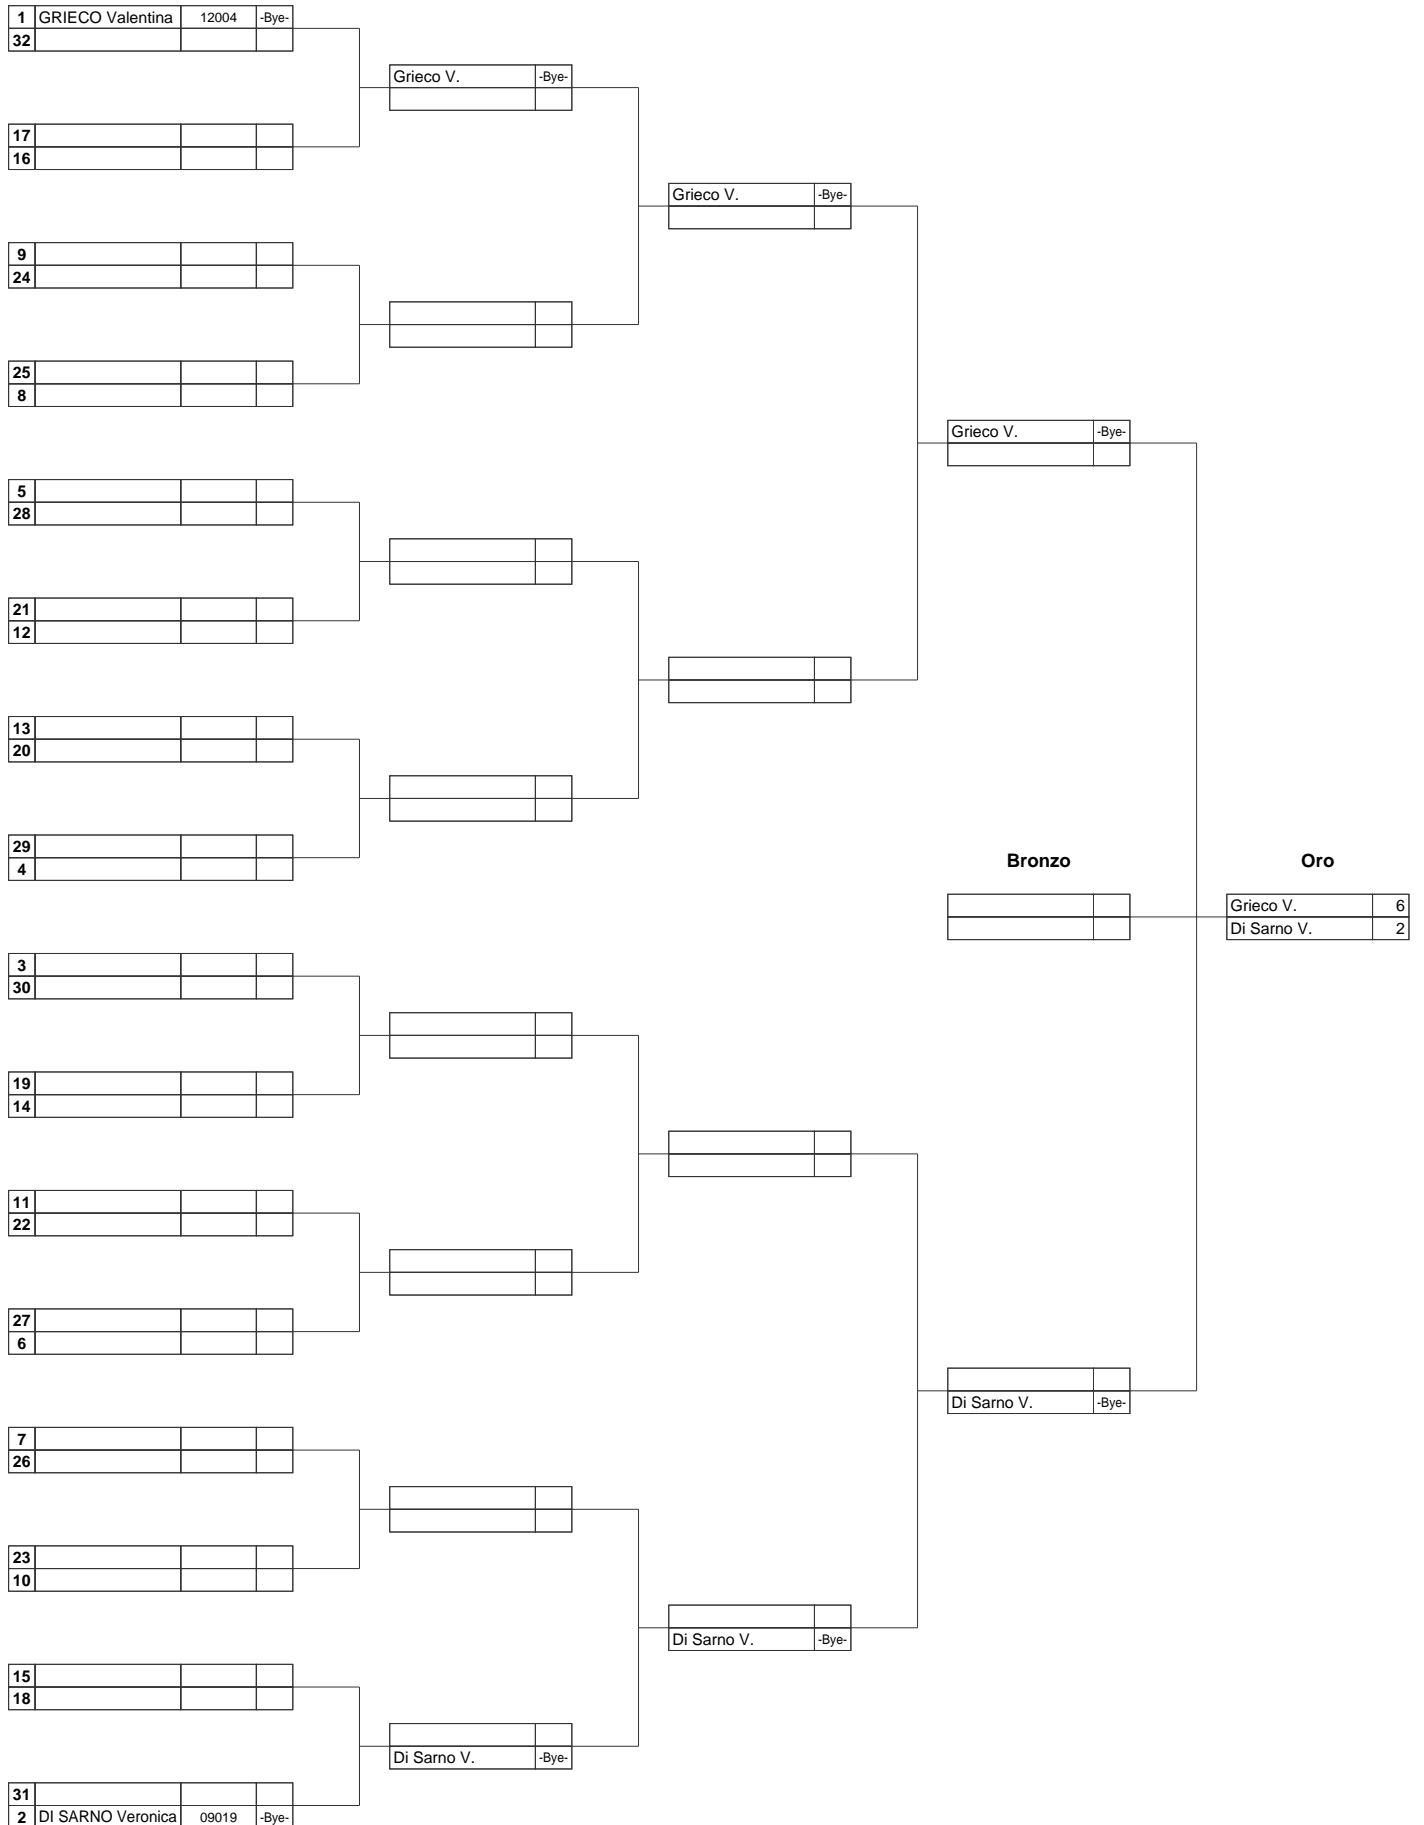 1 GRIECO Valentina 12004 -Bye-
32
Grieco V. -Bye-
17
16
Grieco V. -Bye-
9
24
25
8
Grieco V. -Bye-
5
28
21
12
13
20
29
4
Bronzo Oro
Grieco V. 6
Di Sarno V. 2
3
30
19
14
11
22
27
6
Di Sarno V. -Bye-
7
26
23
10
Di Sarno V. -Bye-
15
18
Di Sarno V. -Bye-
31
2 DI SARNO Veronica 09019 -Bye-